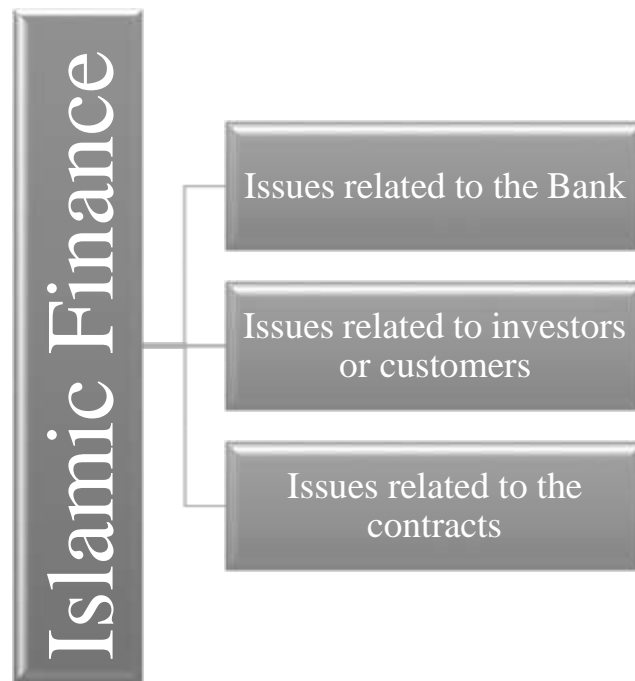 Islamic Finance
Issues related to the Bank
Issues related to investors
or customers
Issues related to the
contracts